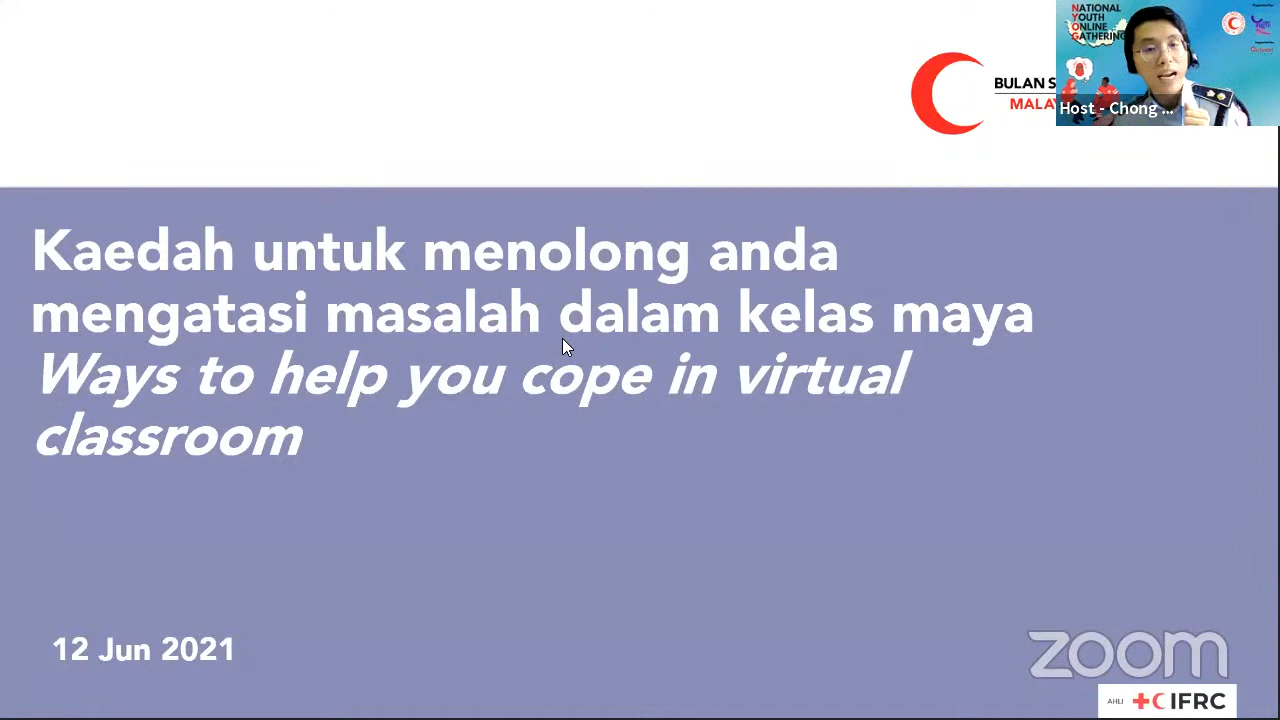 NATIONAL
YOUTH
ONLINE
GATHERING
Host - Chong ...
BULAN
MALAY
Kaedah untuk menolong anda
mengatasi masalah dalam kelas maya
Ways to help you cope in virtual
classroom
12 Jun 2021
zoom
AHLI IFRC